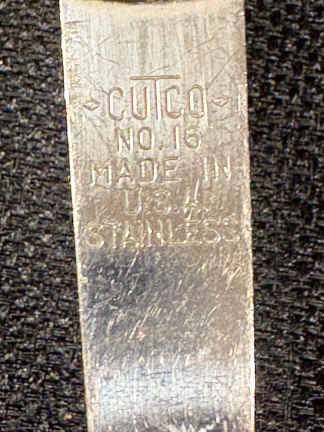 CUTCO
NO. 16
MADE IN
U.S.A.
STAINLESS